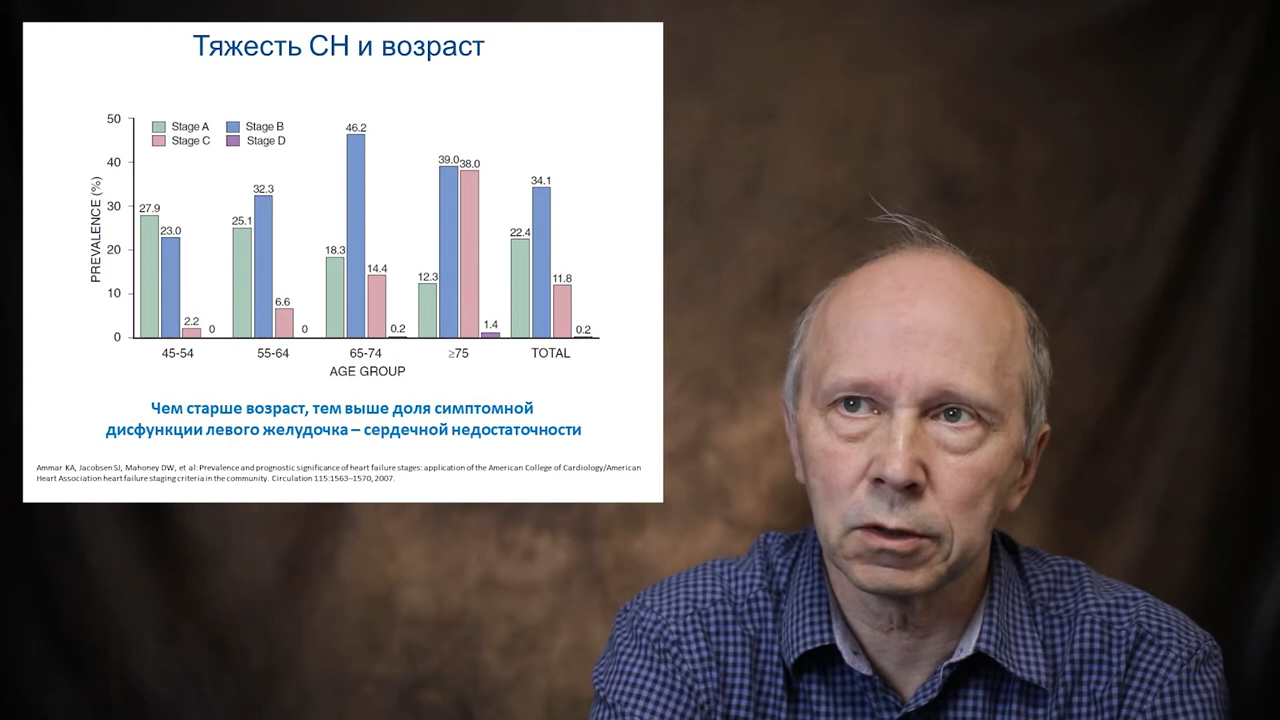 Тяжесть СН и возраст
50
Stage A Stage B
Stage C Stage D
40
30
20
10
0
PREVALENCE (%)
27.9
23.0
2.2
0
25.1
32.3
6.6
0
18.3
46.2
14.4
0.2
12.3
39.0
38.0
1.4
22.4
34.1
11.8
0.2
45-54 55-64 65-74 ≥75 TOTAL
AGE GROUP
Чем старше возраст, тем выше доля симптомной
дисфункции левого желудочка – сердечной недостаточности
Ammar KA, Jacobsen SJ, Mahoney DW, et al: Prevalence and prognostic significance of heart failure stages: application of the American College of Cardiology/American
Heart Association heart failure staging criteria in the community. Circulation 115:1563–1570, 2007.